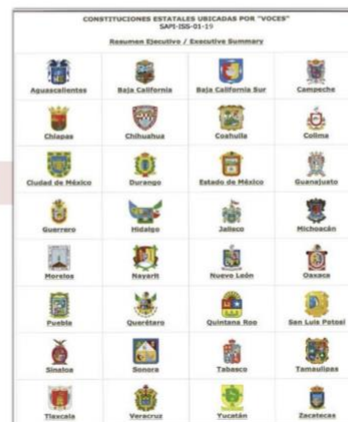 CONSTITUCIONES ESTATALES UBICADAS POR "VOCES"
SAPI-ISS-01-19
Resumen Ejecutivo / Executive Summary
Aguascalientes Baja California Baja California Sur Campeche
Chiapas Chihuahua Coahuila Colima
Ciudad de México Durango Estado de México Guanajuato
Guerrero Hidalgo Jalisco Michoacán
Morelos Nayarit Nuevo León Oaxaca
Puebla Querétaro Quintana Roo San Luis Potosí
Sinaloa Sonora Tabasco Tamaulipas
Tlaxcala Veracruz Yucatán Zacatecas